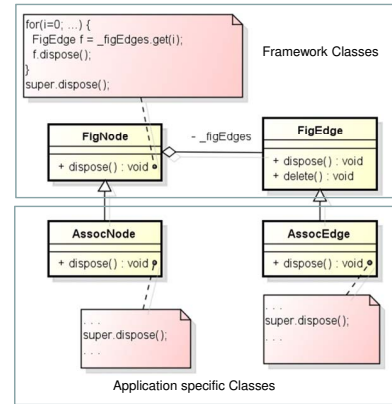 for(i=0; ...) {
FigEdge f = _figEdges.get(i);
f.dispose();
}
super.dispose();
Framework Classes
FigNode
+ dispose() : void
- _figEdges
FigEdge
+ dispose() : void
+ delete() : void
AssocNode
+ dispose() : void
AssocEdge
+ dispose() : void
. . .
super.dispose();
. . .
. . .
super.dispose();
. . .
Application specific Classes